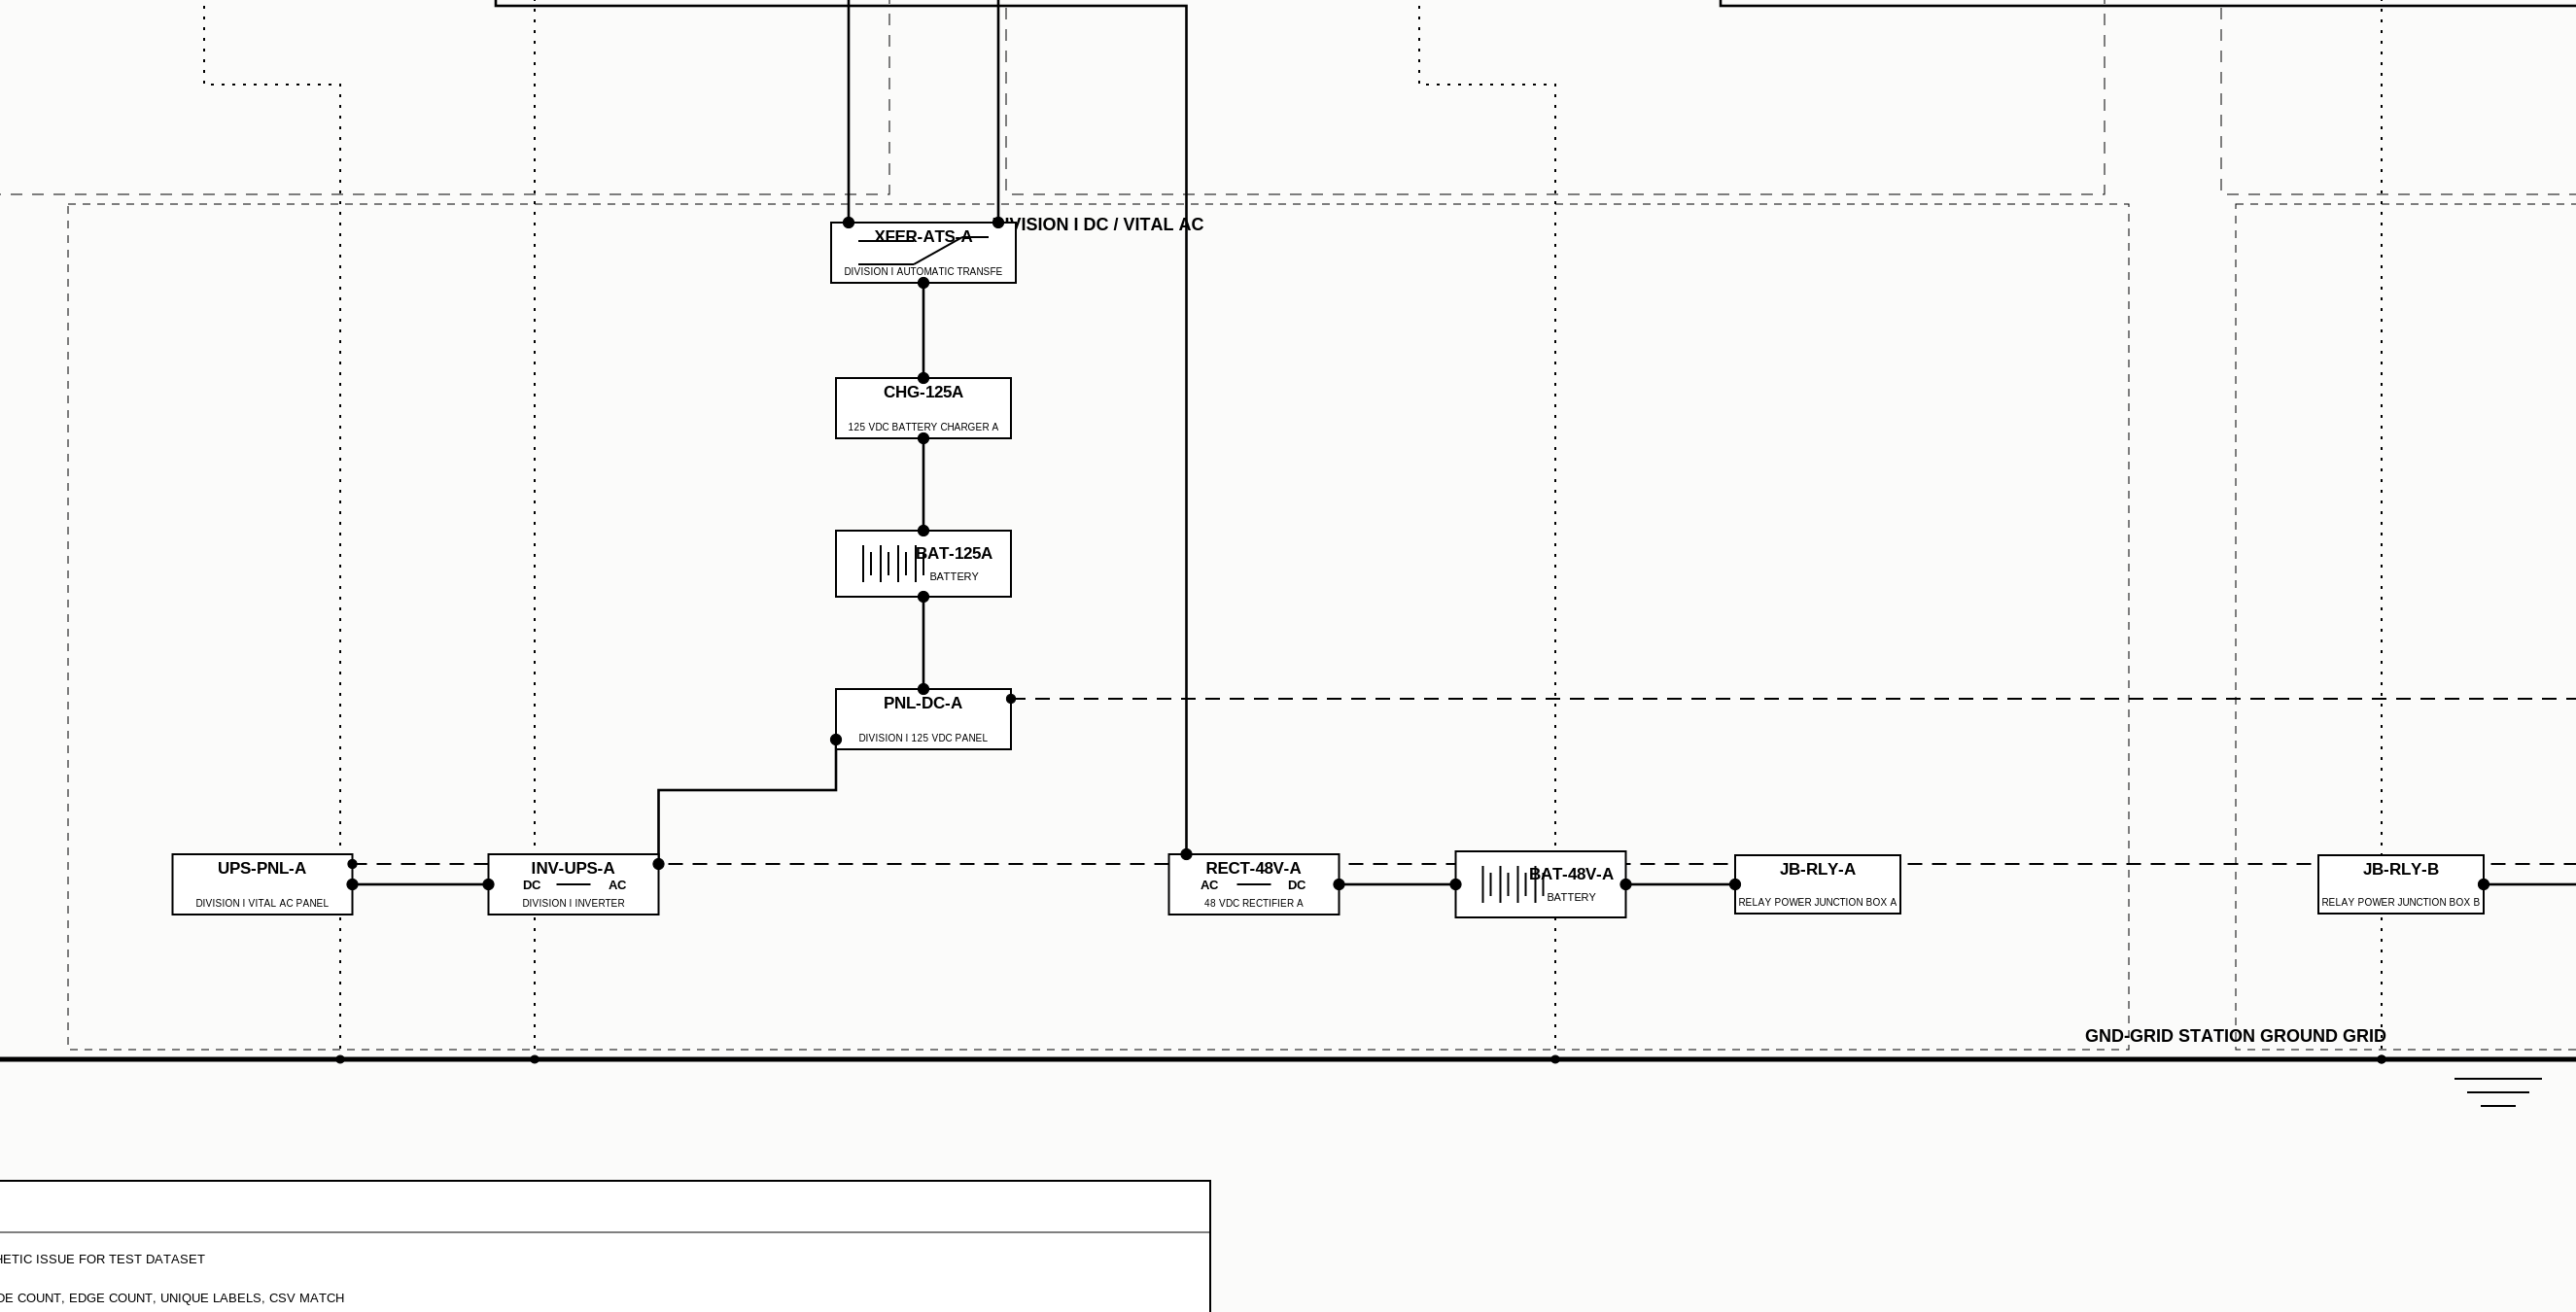 VISION I DC / VITAL AC
XFER-ATS-A
DIVISION I AUTOMATIC TRANSFE
CHG-125A
125 VDC BATTERY CHARGER A
BAT-125A
BATTERY
PNL-DC-A
DIVISION I 125 VDC PANEL
UPS-PNL-A
DIVISION I VITAL AC PANEL
INV-UPS-A
DC AC
DIVISION I INVERTER
RECT-48V-A
AC DC
48 VDC RECTIFIER A
BAT-48V-A
BATTERY
JB-RLY-A
RELAY POWER JUNCTION BOX A
JB-RLY-B
RELAY POWER JUNCTION BOX B
GND-GRID STATION GROUND GRID
HETIC ISSUE FOR TEST DATASET
DE COUNT, EDGE COUNT, UNIQUE LABELS, CSV MATCH